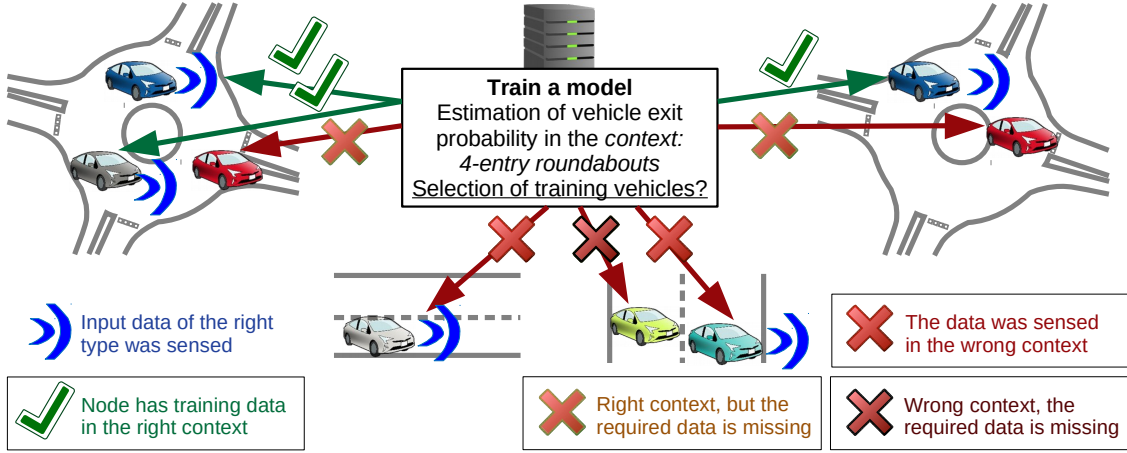 Train a model
Estimation of vehicle exit
probability in the context:
4-entry roundabouts
Selection of training vehicles?
Input data of the right
type was sensed
The data was sensed
in the wrong context
Node has training data
in the right context
Right context, but the
required data is missing
Wrong context, the
required data is missing